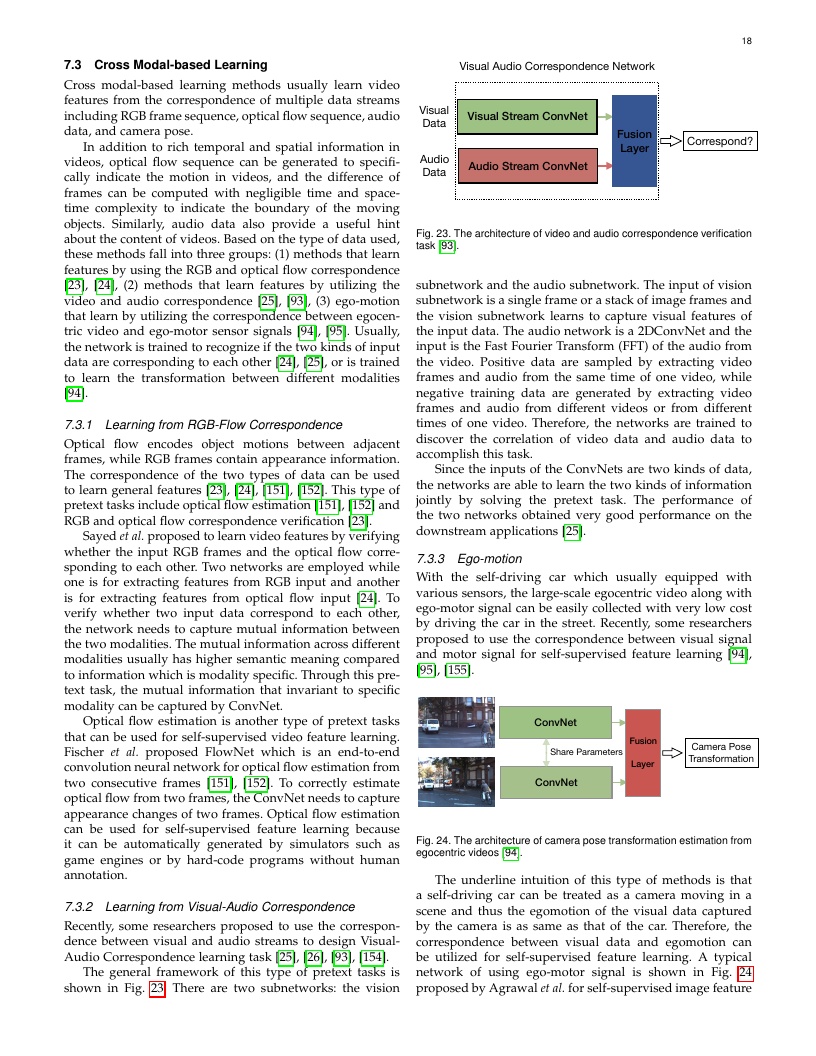 18
7.3 Cross Modal-based Learning
Cross modal-based learning methods usually learn video
features from the correspondence of multiple data streams
including RGB frame sequence, optical flow sequence, audio
data, and camera pose.
In addition to rich temporal and spatial information in
videos, optical flow sequence can be generated to specifi-
cally indicate the motion in videos, and the difference of
frames can be computed with negligible time and space-
time complexity to indicate the boundary of the moving
objects. Similarly, audio data also provide a useful hint
about the content of videos. Based on the type of data used,
these methods fall into three groups: (1) methods that learn
features by using the RGB and optical flow correspondence
[23], [24], (2) methods that learn features by utilizing the
video and audio correspondence [25], [93], (3) ego-motion
that learn by utilizing the correspondence between egocen-
tric video and ego-motor sensor signals [94], [95]. Usually,
the network is trained to recognize if the two kinds of input
data are corresponding to each other [24], [25], or is trained
to learn the transformation between different modalities
[94].
7.3.1 Learning from RGB-Flow Correspondence
Optical flow encodes object motions between adjacent
frames, while RGB frames contain appearance information.
The correspondence of the two types of data can be used
to learn general features [23], [24], [151], [152]. This type of
pretext tasks include optical flow estimation [151], [152] and
RGB and optical flow correspondence verification [23].
Sayed et al. proposed to learn video features by verifying
whether the input RGB frames and the optical flow corre-
sponding to each other. Two networks are employed while
one is for extracting features from RGB input and another
is for extracting features from optical flow input [24]. To
verify whether two input data correspond to each other,
the network needs to capture mutual information between
the two modalities. The mutual information across different
modalities usually has higher semantic meaning compared
to information which is modality specific. Through this pre-
text task, the mutual information that invariant to specific
modality can be captured by ConvNet.
Optical flow estimation is another type of pretext tasks
that can be used for self-supervised video feature learning.
Fischer et al. proposed FlowNet which is an end-to-end
convolution neural network for optical flow estimation from
two consecutive frames [151], [152]. To correctly estimate
optical flow from two frames, the ConvNet needs to capture
appearance changes of two frames. Optical flow estimation
can be used for self-supervised feature learning because
it can be automatically generated by simulators such as
game engines or by hard-code programs without human
annotation.
7.3.2 Learning from Visual-Audio Correspondence
Recently, some researchers proposed to use the correspon-
dence between visual and audio streams to design Visual-
Audio Correspondence learning task [25], [26], [93], [154].
The general framework of this type of pretext tasks is
shown in Fig. 23. There are two subnetworks: the vision
Visual Audio Correspondence Network
Visual
Data
Visual Stream ConvNet
Audio
Data
Audio Stream ConvNet
Fusion
Layer
Correspond?
Fig. 23. The architecture of video and audio correspondence verification
task [93].
subnetwork and the audio subnetwork. The input of vision
subnetwork is a single frame or a stack of image frames and
the vision subnetwork learns to capture visual features of
the input data. The audio network is a 2DConvNet and the
input is the Fast Fourier Transform (FFT) of the audio from
the video. Positive data are sampled by extracting video
frames and audio from the same time of one video, while
negative training data are generated by extracting video
frames and audio from different videos or from different
times of one video. Therefore, the networks are trained to
discover the correlation of video data and audio data to
accomplish this task.
Since the inputs of the ConvNets are two kinds of data,
the networks are able to learn the two kinds of information
jointly by solving the pretext task. The performance of
the two networks obtained very good performance on the
downstream applications [25].
7.3.3 Ego-motion
With the self-driving car which usually equipped with
various sensors, the large-scale egocentric video along with
ego-motor signal can be easily collected with very low cost
by driving the car in the street. Recently, some researchers
proposed to use the correspondence between visual signal
and motor signal for self-supervised feature learning [94],
[95], [155].
ConvNet
Share Parameters
ConvNet
Fusion
Layer
Camera Pose
Transformation
Fig. 24. The architecture of camera pose transformation estimation from
egocentric videos [94].
The underline intuition of this type of methods is that
a self-driving car can be treated as a camera moving in a
scene and thus the egomotion of the visual data captured
by the camera is as same as that of the car. Therefore, the
correspondence between visual data and egomotion can
be utilized for self-supervised feature learning. A typical
network of using ego-motor signal is shown in Fig. 24
proposed by Agrawal et al. for self-supervised image feature